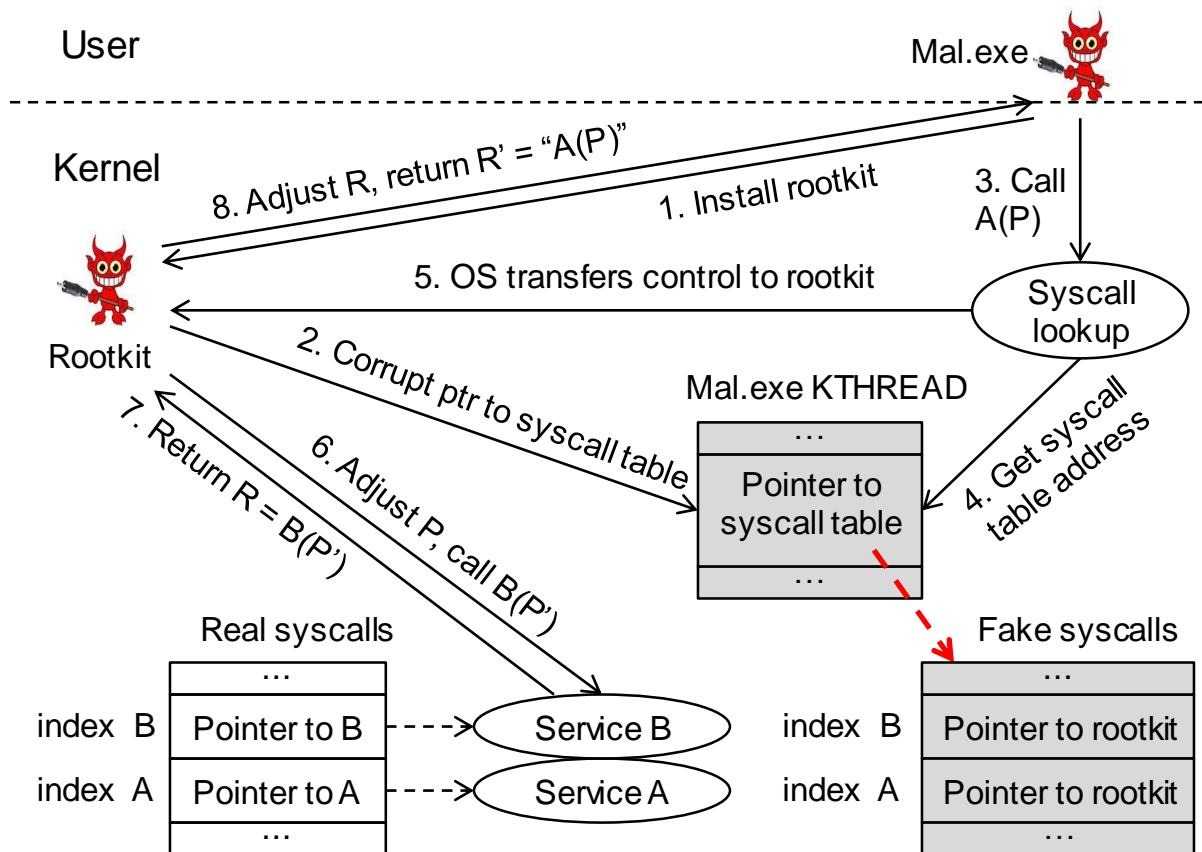 User
Mal.exe
Kernel
8. Adjust R, return R’ = “A(P)”
1. Install rootkit
3. Call
A(P)
5. OS transfers control to rootkit
Syscall
lookup
Rootkit
2. Corrupt ptr to syscall table
Mal.exe KTHREAD
...
Pointer to
syscall table
...
4. Get syscall
table address
6. Adjust P, call B(P’)
7. Return R = B(P’)
Real syscalls
...
index B
Pointer to B
Service B
index A
Pointer to A
Service A
...
Fake syscalls
...
index B
Pointer to rootkit
index A
Pointer to rootkit
...